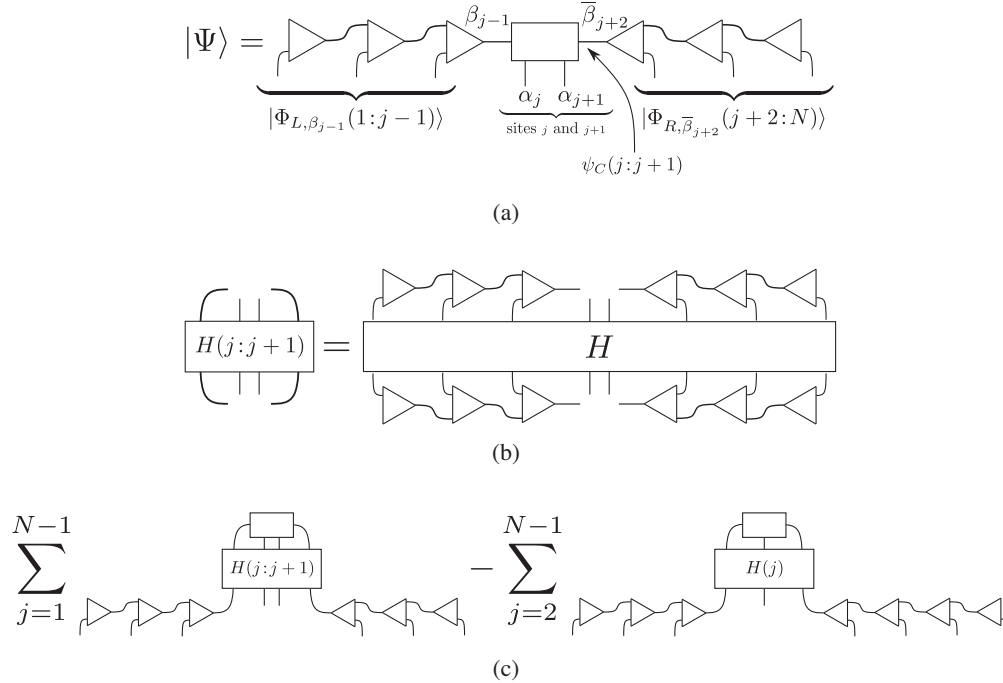 |Ψ⟩ = β_{j−1} β̅_{j+2}
α_j α_{j+1}
|Φ_{L,β_{j−1}}(1:j−1)⟩ sites j and j+1 |Φ_{R,β̅_{j+2}}(j+2:N)⟩
ψ_C(j:j+1)
(a)
H(j:j+1) = H
(b)
N−1 N−1
∑ H(j:j+1) − ∑ H(j)
j=1 j=2
(c)